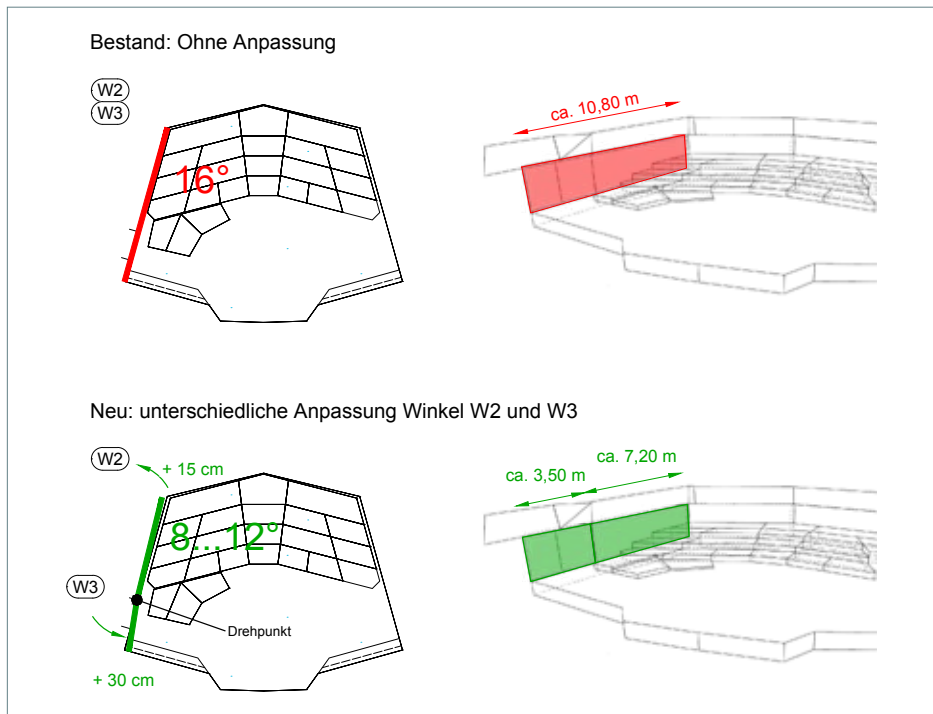 Bestand: Ohne Anpassung
W2
W3
16°
ca. 10,80 m
Neu: unterschiedliche Anpassung Winkel W2 und W3
W2
+ 15 cm
8...12°
W3
Drehpunkt
+ 30 cm
ca. 3,50 m
ca. 7,20 m